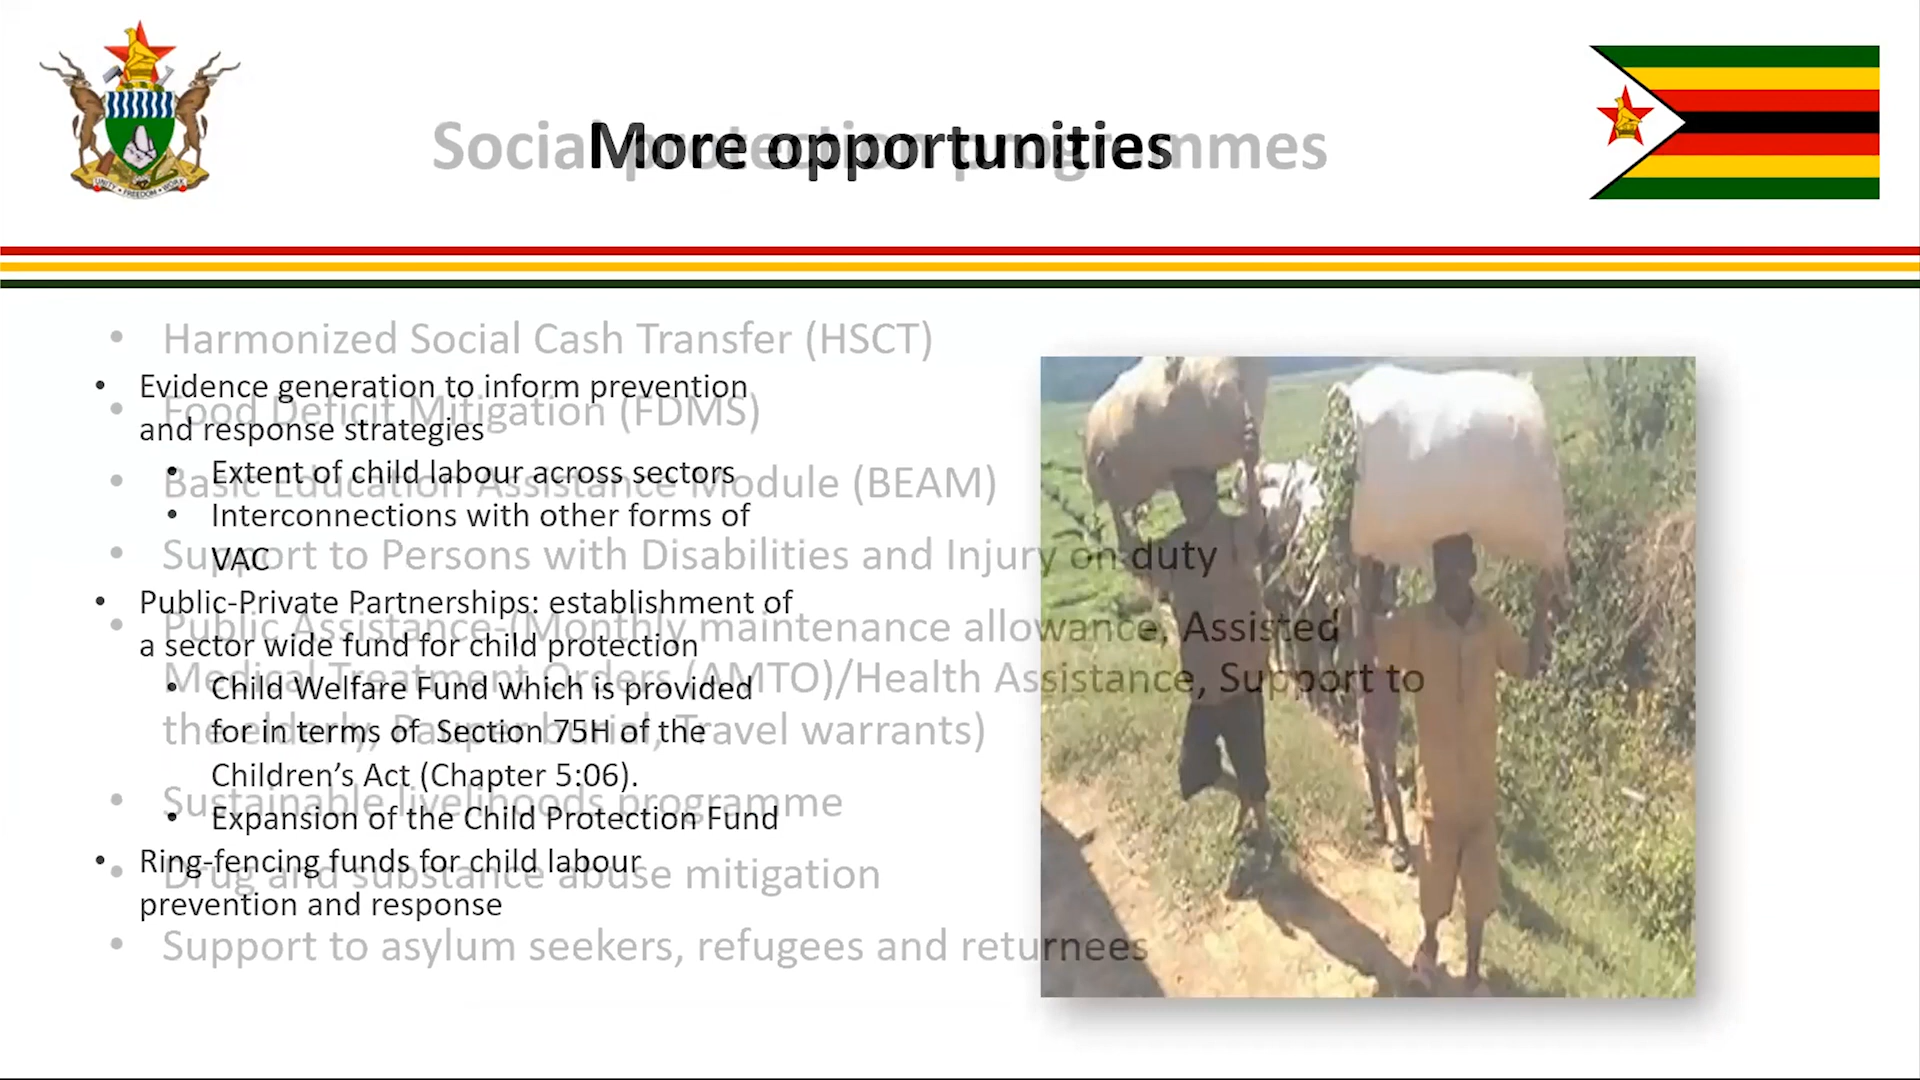 UNITY • FREEDOM • WORK
More opportunities
Social protection programmes
• Evidence generation to inform prevention
and response strategies
• Extent of child labour across sectors
• Interconnections with other forms of
VAC
• Public-Private Partnerships: establishment of
a sector wide fund for child protection
• Child Welfare Fund which is provided
for in terms of Section 75H of the
Children’s Act (Chapter 5:06).
• Expansion of the Child Protection Fund
• Ring-fencing funds for child labour
prevention and response
• Harmonized Social Cash Transfer (HSCT)
• Food Deficit Mitigation (FDMS)
• Basic Education Assistance Module (BEAM)
• Support to Persons with Disabilities and Injury on duty
• Public Assistance-(Monthly maintenance allowance, Assisted
Medical Treatment Orders (AMTO)/Health Assistance, Support to
the elderly, Pauper burial, Travel warrants)
• Sustainable livelihoods programme
• Drug and substance abuse mitigation
• Support to asylum seekers, refugees and returnees